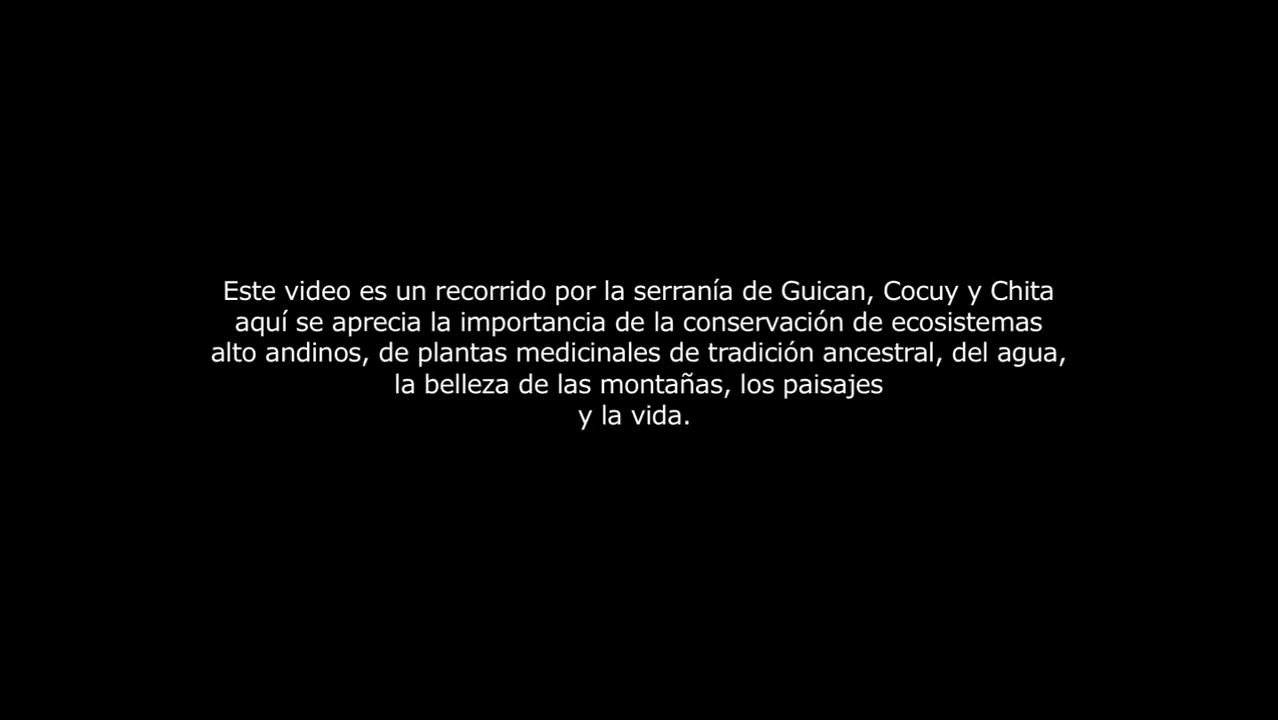 Este video es un recorrido por la serranía de Guican, Cocuy y Chita
aquí se aprecia la importancia de la conservación de ecosistemas
alto andinos, de plantas medicinales de tradición ancestral, del agua,
la belleza de las montañas, los paisajes
y la vida.